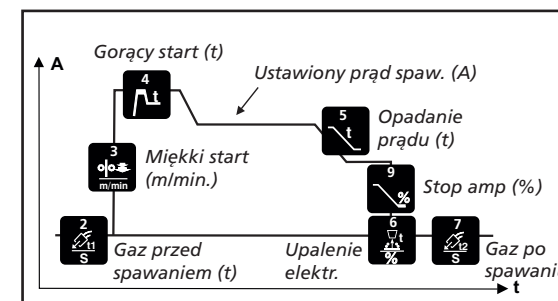 Gorący start (t)
A
4
t
Ustawiony prąd spaw. (A)
5
t
Opadanie
prądu (t)
3
m/min
Miękki start
(m/min.)
9
%
Stop amp (%)
2
t1
S
Gaz przed
spawaniem (t)
Upalenie
elektr.
6
t
%
7
t2
S
Gaz po
spawani
t